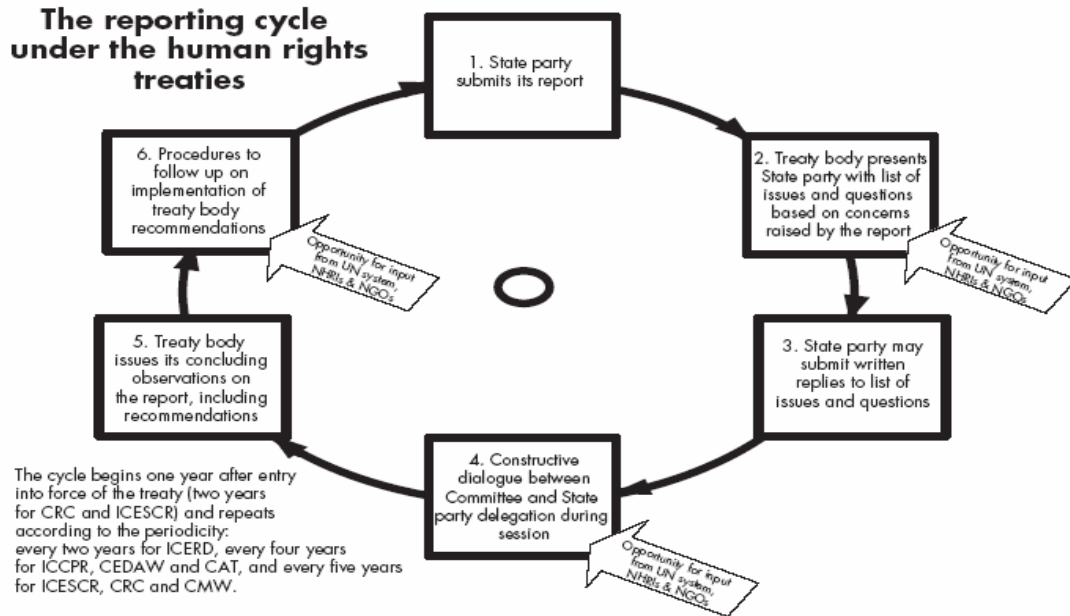 The reporting cycle
under the human rights
treaties
1. State party
submits its report
2. Treaty body presents
State party with list of
issues and questions
based on concerns
raised by the report
Opportunity for input
from UN system,
NHRIs & NGOs
3. State party may
submit written
replies to list of
issues and questions
4. Constructive
dialogue between
Committee and State
party delegation during
session
Opportunity for input
from UN system,
NHRIs & NGOs
5. Treaty body
issues its concluding
observations on
the report, including
recommendations
6. Procedures to
follow up on
implementation of
treaty body
recommendations
Opportunity for input
from UN system,
NHRIs & NGOs
The cycle begins one year after entry
into force of the treaty (two years
for CRC and ICESCR) and repeats
according to the periodicity:
every two years for ICERD, every four years
for ICCPR, CEDAW and CAT, and every five years
for ICESCR, CRC and CMW.